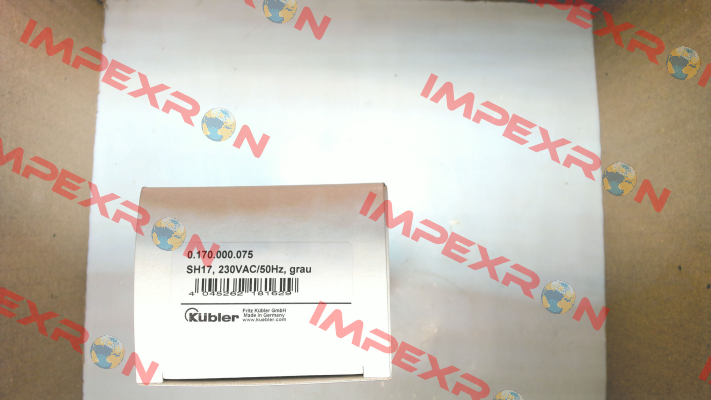 IMPEXRON
IMPEXRON
IMPEXRON
IMPEXRON
IMPEXRON
IMPEXRON
IMPEXRON
0.170.000.075
SH17, 230VAC/50Hz, grau
4 045262 181629
Kübler
Fritz Kübler GmbH
Made in Germany
www.kuebler.com